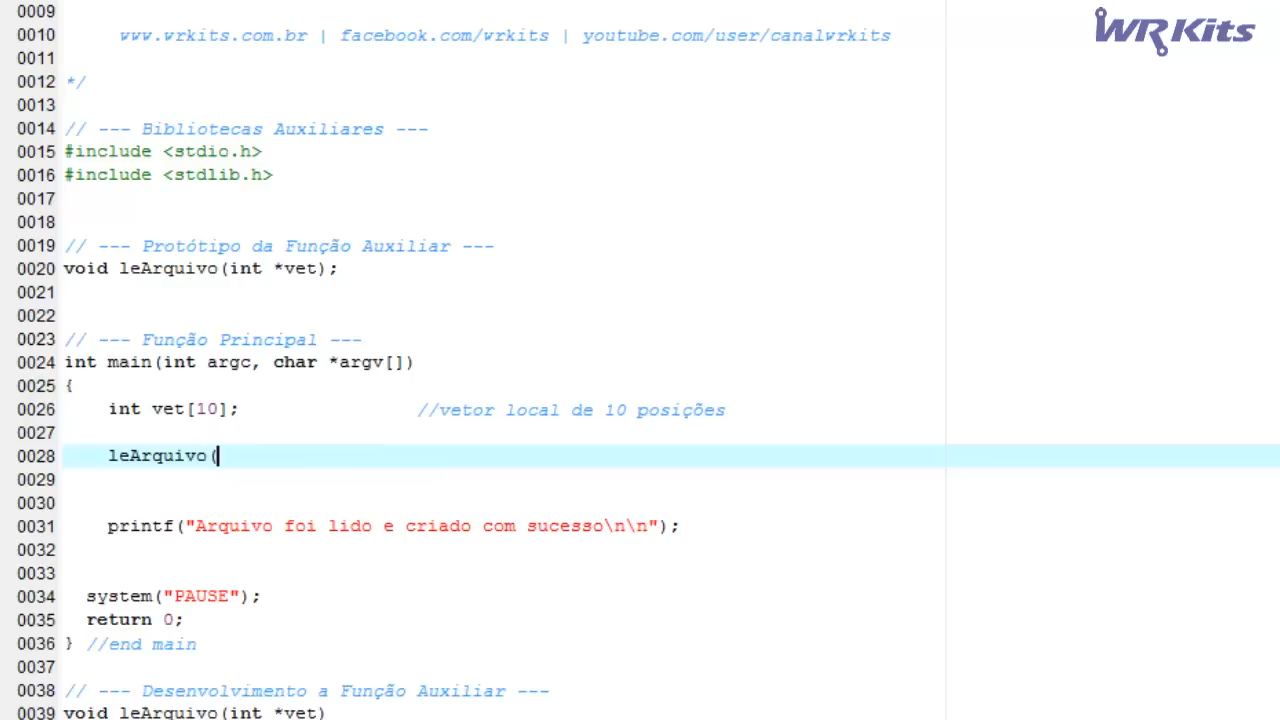 0009
WR Kits
0010 www.wrkits.com.br | facebook.com/wrkits | youtube.com/user/canalwrkits
0011
0012 */
0013
0014 // --- Bibliotecas Auxiliares ---
0015 #include <stdio.h>
0016 #include <stdlib.h>
0017
0018
0019 // --- Protótipo da Função Auxiliar ---
0020 void leArquivo(int *vet);
0021
0022
0023 // --- Função Principal ---
0024 int main(int argc, char *argv[])
0025 {
0026 int vet[10]; //vetor local de 10 posições
0027
0028 leArquivo(
0029
0030
0031 printf("Arquivo foi lido e criado com sucesso\n\n");
0032
0033
0034 system("PAUSE");
0035 return 0;
0036 } //end main
0037
0038 // --- Desenvolvimento a Função Auxiliar ---
0039 void leArquivo(int *vet)